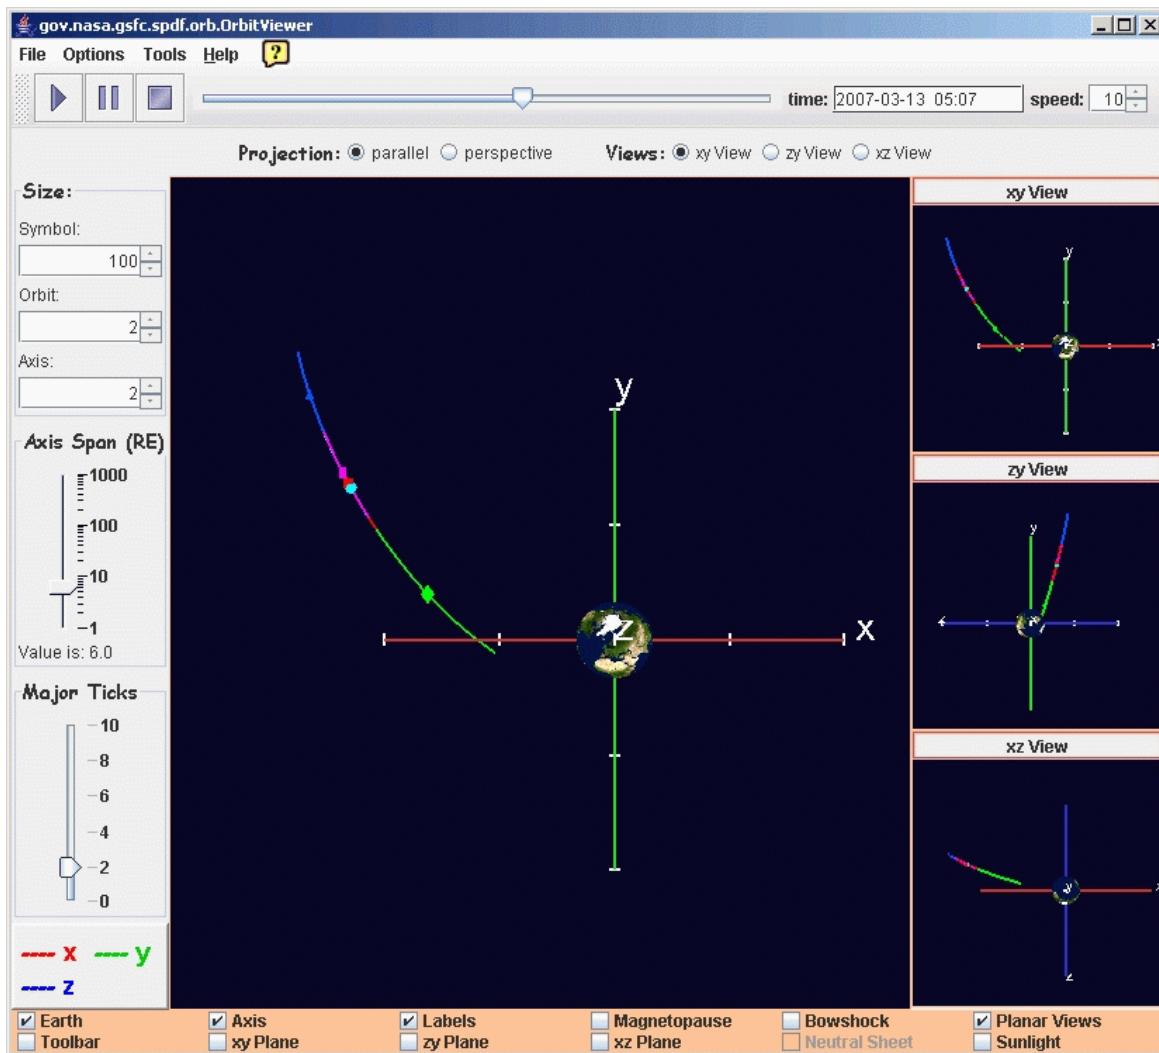 gov.nasa.gsfc.spdf.orb.OrbitViewer
File Options Tools Help ?
time: 2007-03-13 05:07 speed: 10
Projection: parallel perspective Views: xy View zy View xz View
Size:
Symbol:
100
Orbit:
2
Axis:
2
Axis Span (RE)
1000
100
10
1
Value is: 6.0
Major Ticks
10
8
6
4
2
0
x y
z
y
z
x
xy View
y
z
zy View
y
xz View
y
z
Earth Axis Labels Magnetopause Bowshock Planar Views
Toolbar xy Plane zy Plane xz Plane Neutral Sheet Sunlight